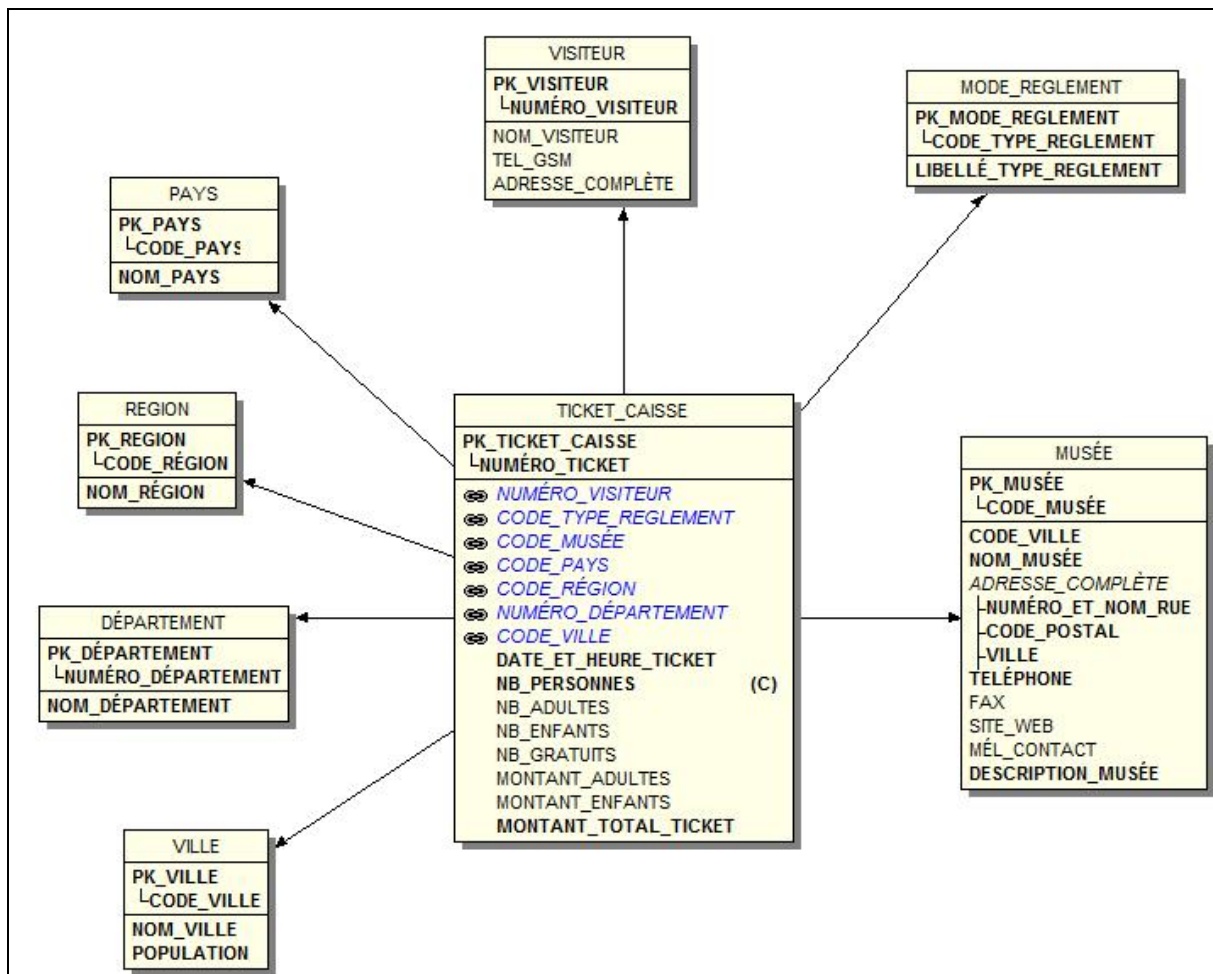 VISITEUR
PK_VISITEUR
NUMÉRO_VISITEUR
NOM_VISITEUR
TEL_GSM
ADRESSE_COMPLÈTE
MODE_REGLEMENT
PK_MODE_REGLEMENT
CODE_TYPE_REGLEMENT
LIBELLÉ_TYPE_REGLEMENT
PAYS
PK_PAYS
CODE_PAYS
NOM_PAYS
REGION
PK_REGION
CODE_RÉGION
NOM_RÉGION
TICKET_CAISSE
PK_TICKET_CAISSE
NUMÉRO_TICKET
NUMÉRO_VISITEUR
CODE_TYPE_REGLEMENT
CODE_MUSÉE
CODE_PAYS
CODE_RÉGION
NUMÉRO_DÉPARTEMENT
CODE_VILLE
DATE_ET_HEURE_TICKET
NB_PERSONNES (C)
NB_ADULTES
NB_ENFANTS
NB_GRATUITS
MONTANT_ADULTES
MONTANT_ENFANTS
MONTANT_TOTAL_TICKET
MUSÉE
PK_MUSÉE
CODE_MUSÉE
CODE_VILLE
NOM_MUSÉE
ADRESSE_COMPLÈTE
NUMÉRO_ET_NOM_RUE
CODE_POSTAL
VILLE
TELÉPHONE
FAX
SITE_WEB
MÉL_CONTACT
DESCRIPTION_MUSÉE
DÉPARTEMENT
PK_DÉPARTEMENT
NUMÉRO_DÉPARTEMENT
NOM_DÉPARTEMENT
VILLE
PK_VILLE
CODE_VILLE
NOM_VILLE
POPULATION